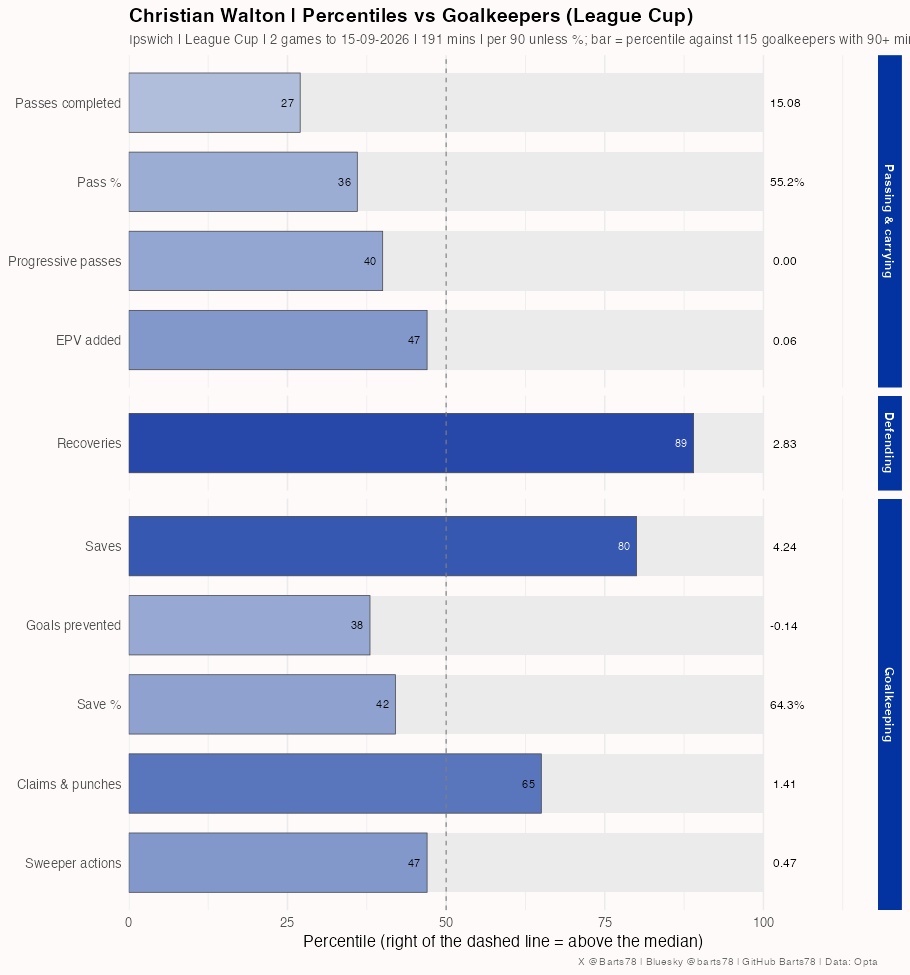 Christian Walton | Percentiles vs Goalkeepers (League Cup)
Ipswich | League Cup | 2 games to 15-09-2026 | 191 mins | per 90 unless %; bar = percentile against 115 goalkeepers with 90+
Passes completed 27 15.08
Pass % 36 55.2%
Progressive passes 40 0.00
EPV added 47 0.06
Passing & carrying
Recoveries 89 2.83
Defending
Saves 80 4.24
Goals prevented 38 -0.14
Save % 42 64.3%
Claims & punches 65 1.41
Sweeper actions 47 0.47
Goalkeeping
0 25 50 75 100
Percentile (right of the dashed line = above the median)
X @Barts78 | Bluesky @barts78 | GitHub Barts78 | Data: Opta